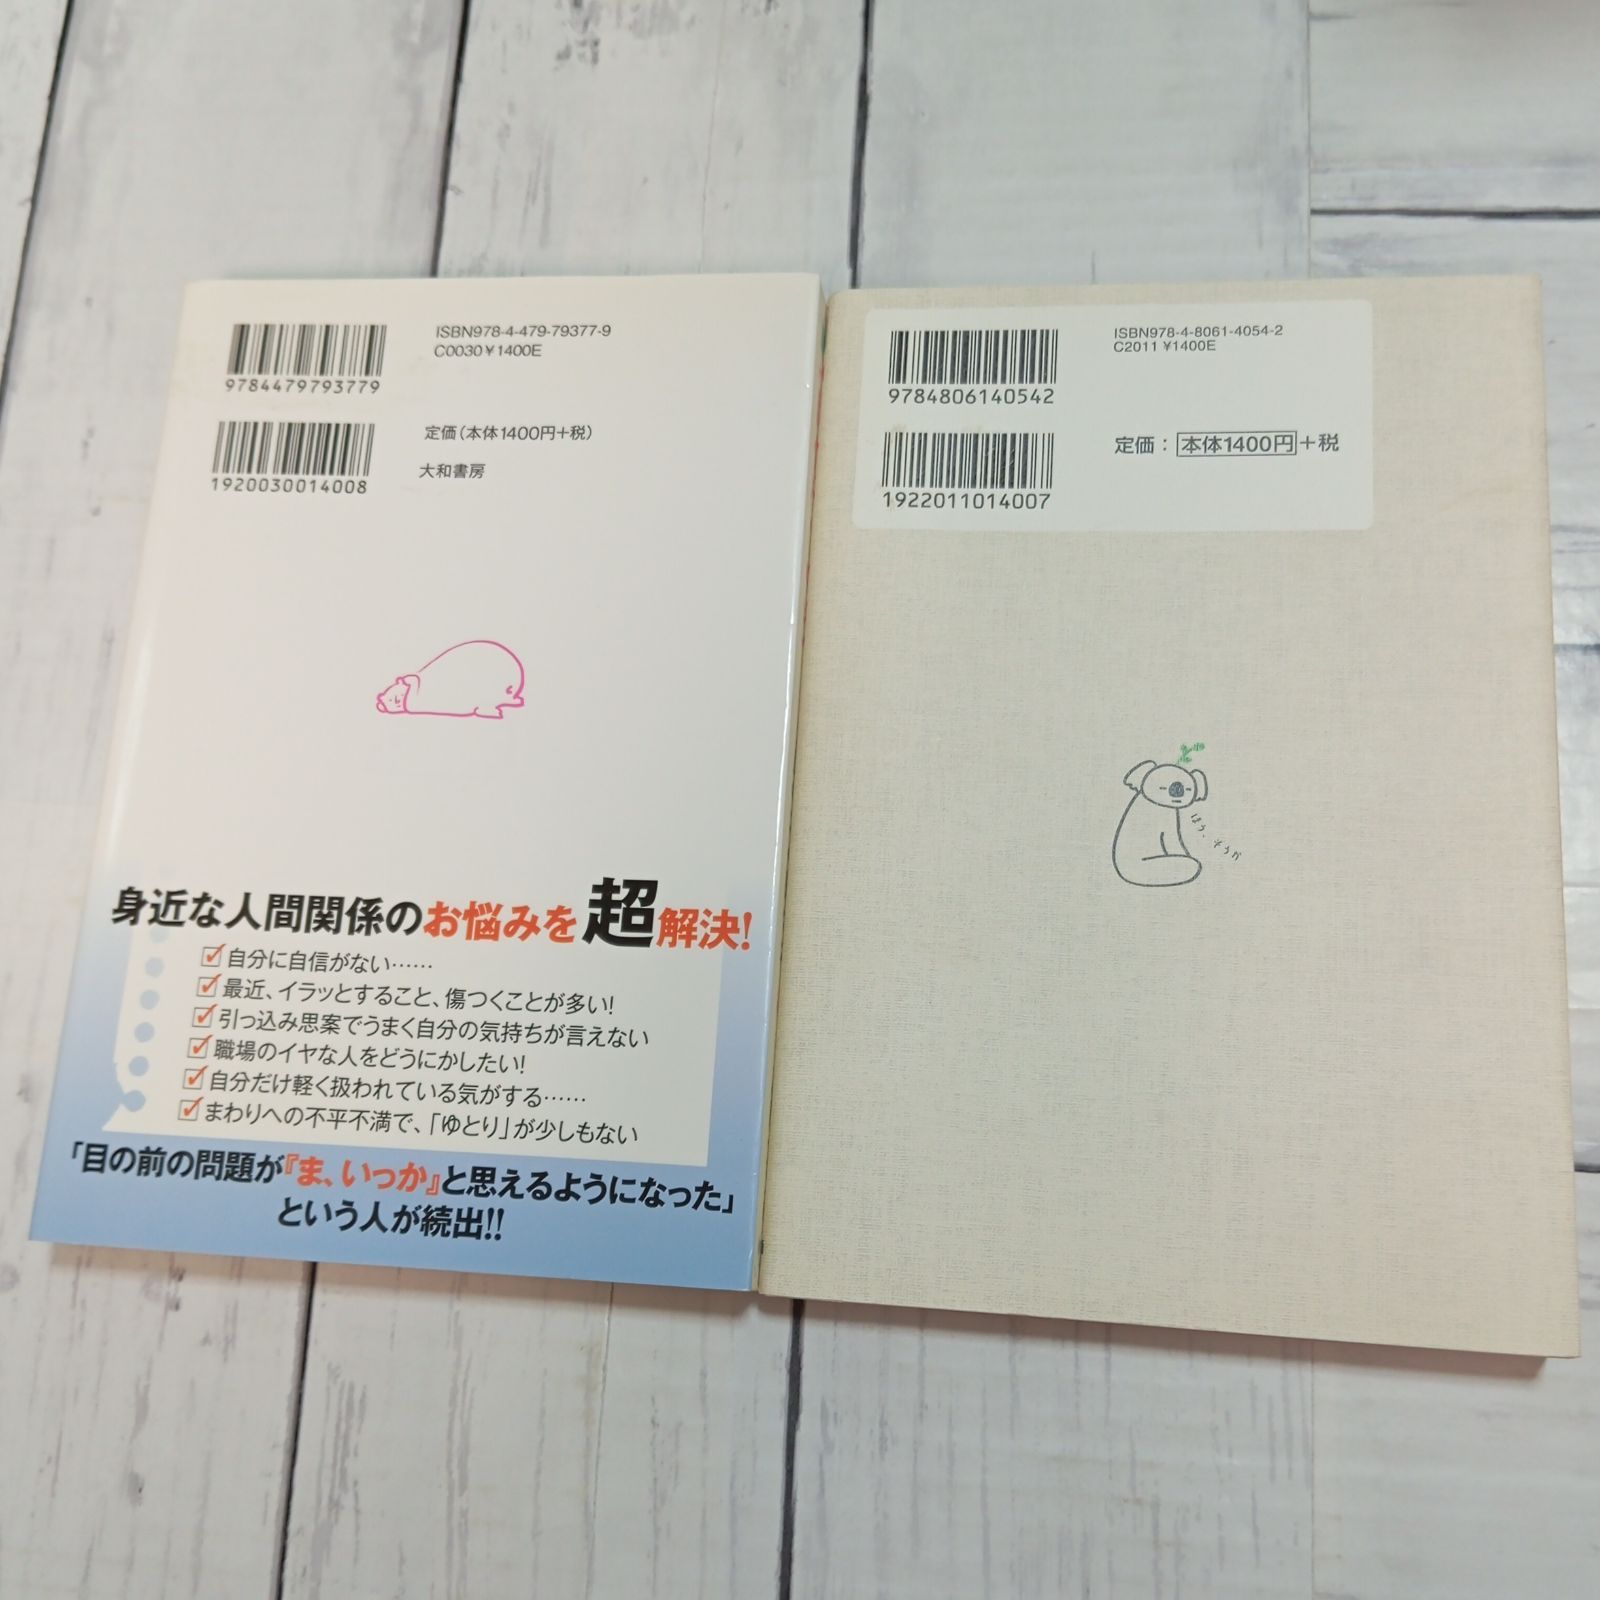 ISBN978-4-479-79377-9
C0030￥1400E
9784479793779
定価(本体1400円+税)
1920030014008
大和書房
身近な人間関係のお悩みを超解決!
自分に自信がない……
最近、イラッとすること、傷つくことが多い!
引っ込み思案でうまく自分の気持ちが言えない
職場のイヤな人をどうにかしたい!
自分だけ軽く扱われている気がする……
まわりへの不平不満で、「ゆとり」が少しもない
「目の前の問題が『ま、いっか』と思えるようになった」
という人が続出!!
ISBN978-4-8061-4054-2
C2011 ¥1400E
9784806140542
定価：本体1400円+税
1922011014007
ほう、そうか